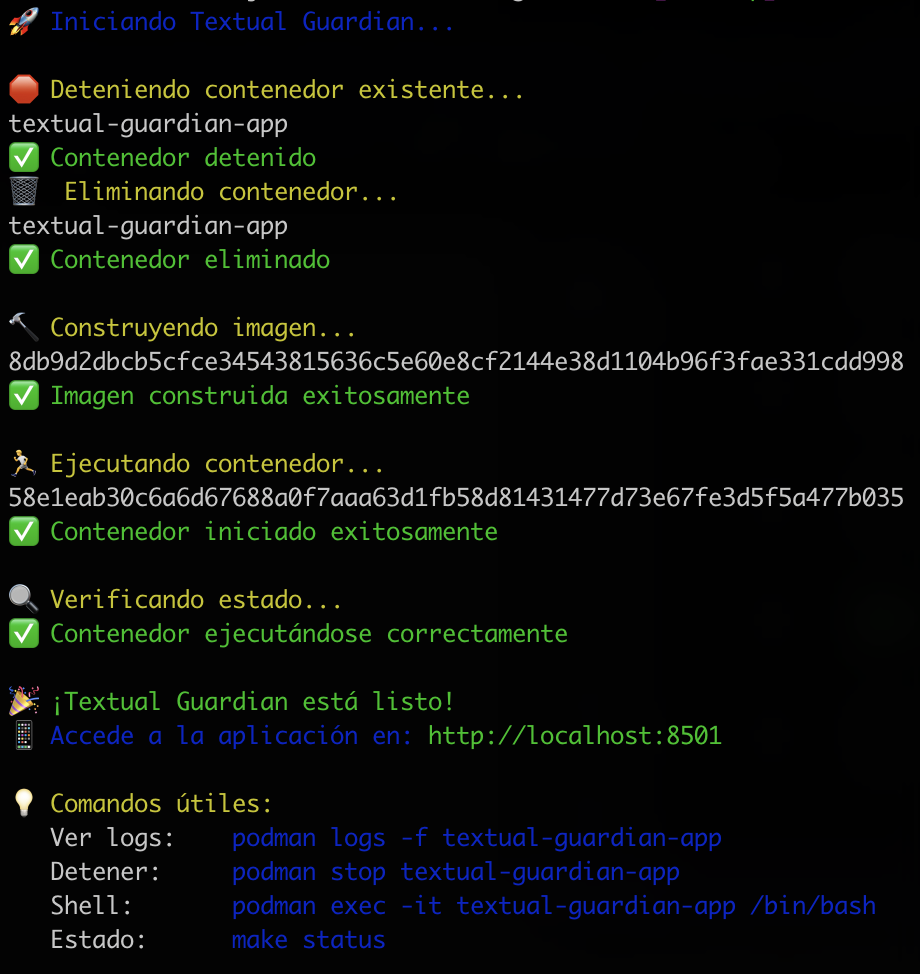 🚀 Iniciando Textual Guardian...
🛑 Deteniendo contenedor existente...
textual-guardian-app
✅ Contenedor detenido
🗑️ Eliminando contenedor...
textual-guardian-app
✅ Contenedor eliminado
🔨 Construyendo imagen...
8db9d2dbcb5cfce34543815636c5e60e8cf2144e38d1104b96f3fae331cdd998
✅ Imagen construida exitosamente
🏃 Ejecutando contenedor...
58e1eab30c6a6d67688a0f7aaa63d1fb58d81431477d73e67fe3d5f5a477b035
✅ Contenedor iniciado exitosamente
🔍 Verificando estado...
✅ Contenedor ejecutándose correctamente
🎉 ¡Textual Guardian está listo!
📱 Accede a la aplicación en: http://localhost:8501
💡 Comandos útiles:
Ver logs: podman logs -f textual-guardian-app
Detener: podman stop textual-guardian-app
Shell: podman exec -it textual-guardian-app /bin/bash
Estado: make status